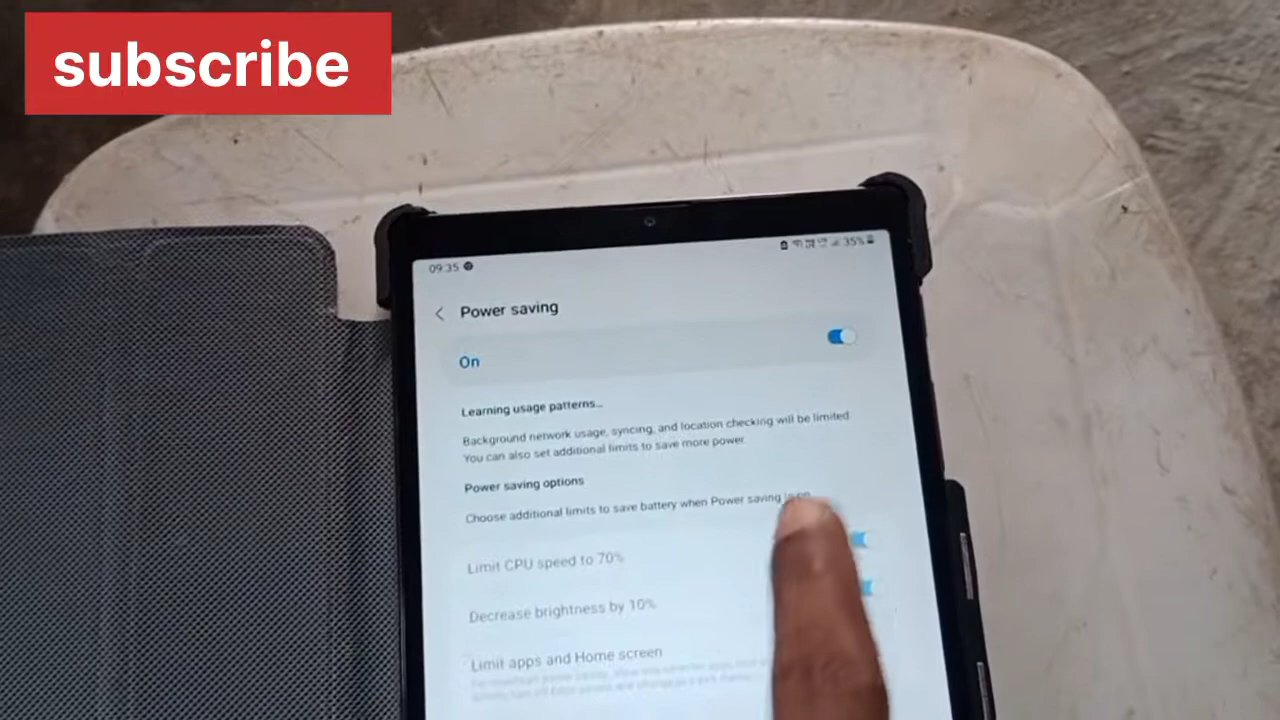 subscribe
09:35
35%
Power saving
On
Learning usage patterns...
Background network usage, syncing, and location checking will be limited.
You can also set additional limits to save more power.
Power saving options
Choose additional limits to save battery when Power saving is on.
Limit CPU speed to 70%
Decrease brightness by 10%
Limit apps and Home screen